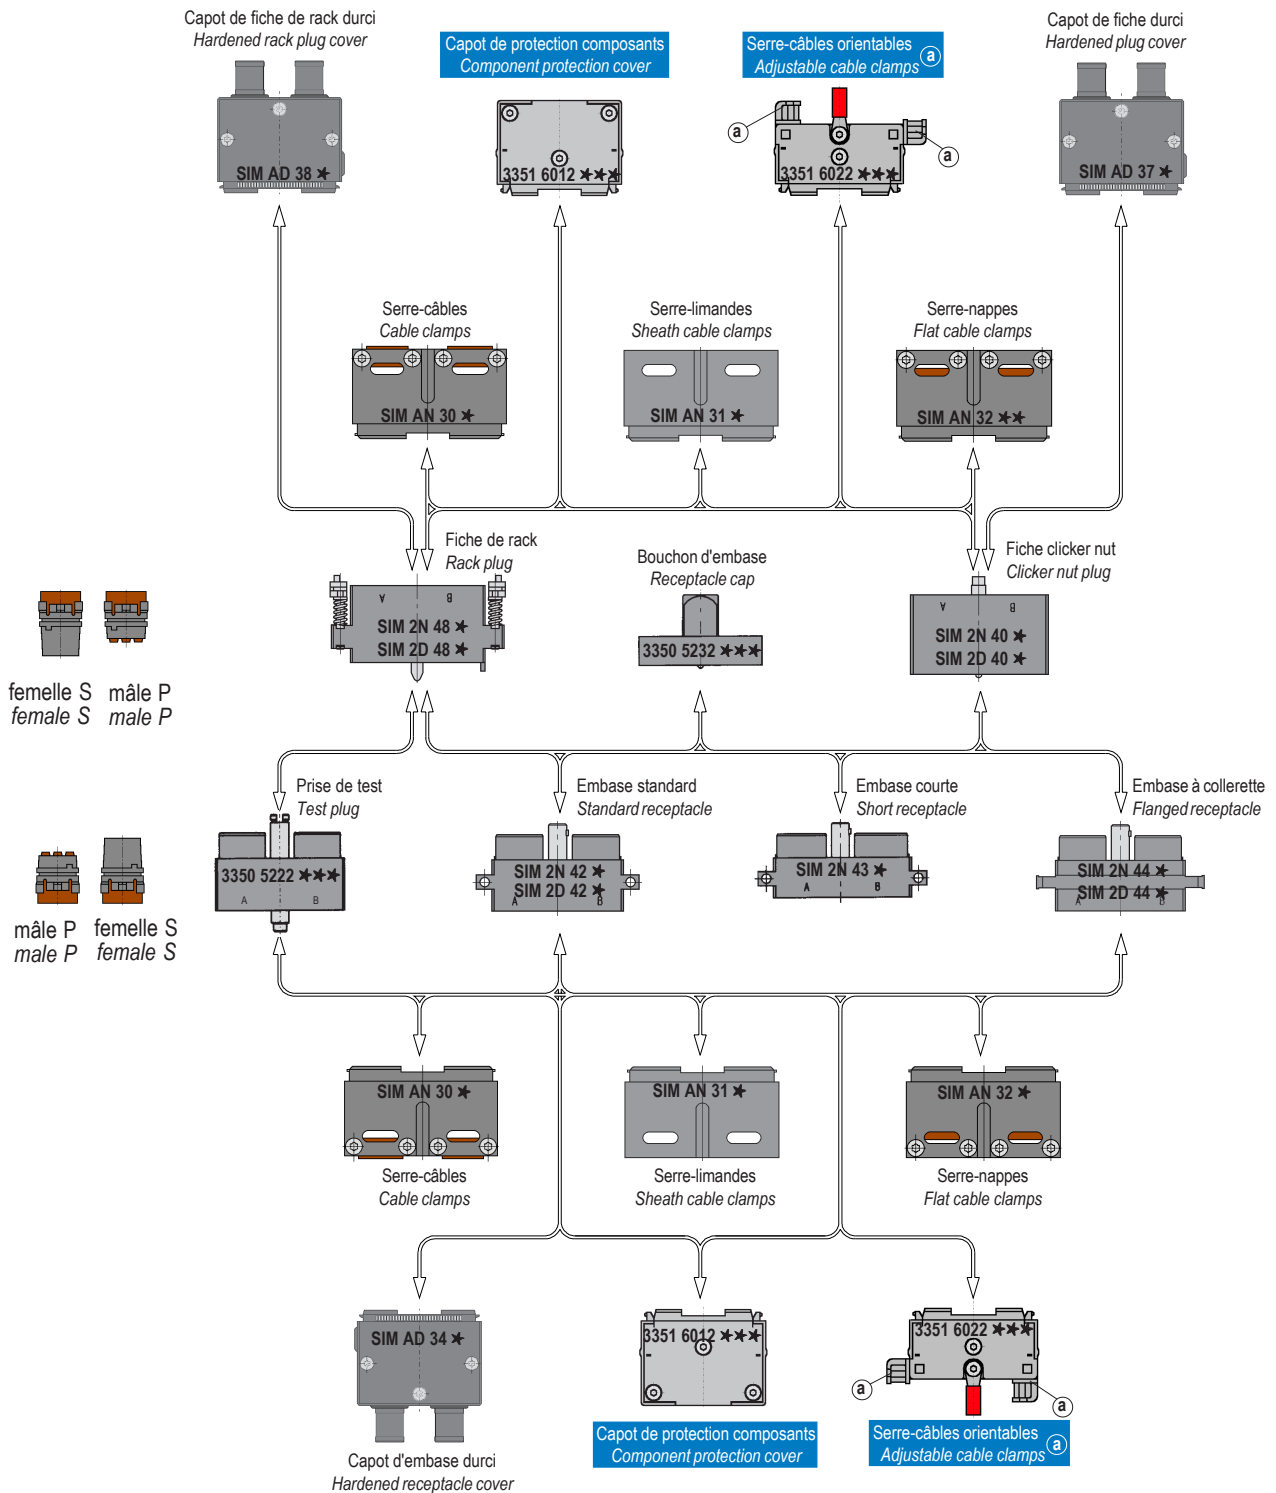 Capot de fiche de rack durci
Hardened rack plug cover
Capot de protection composants
Component protection cover
Serre-câbles orientables
Adjustable cable clamps a
Capot de fiche durci
Hardened plug cover
a
a
SIM AD 38 ★
3351 6012 ★★★
3351 6022 ★★★
SIM AD 37 ★
Serre-câbles
Cable clamps
Serre-limandes
Sheath cable clamps
Serre-nappes
Flat cable clamps
SIM AN 30 ★
SIM AN 31 ★
SIM AN 32 ★★
Fiche de rack
Rack plug
Bouchon d'embase
Receptacle cap
Fiche clicker nut
Clicker nut plug
A B
SIM 2N 48 ★
SIM 2D 48 ★
3350 5232 ★★★
A B
SIM 2N 40 ★
SIM 2D 40 ★
femelle S
female S
mâle P
male P
Prise de test
Test plug
Embase standard
Standard receptacle
Embase courte
Short receptacle
Embase à collerette
Flanged receptacle
3350 5222 ★★★
A B
SIM 2N 42 ★
SIM 2D 42 ★
A B
SIM 2N 43 ★
A B
SIM 2N 44 ★
SIM 2D 44 ★
A B
mâle P
male P
femelle S
female S
SIM AN 30 ★
SIM AN 31 ★
SIM AN 32 ★
Serre-câbles
Cable clamps
Serre-limandes
Sheath cable clamps
Serre-nappes
Flat cable clamps
SIM AD 34 ★
3351 6012 ★★★
3351 6022 ★★★
a
a
Capot d'embase durci
Hardened receptacle cover
Capot de protection composants
Component protection cover
Serre-câbles orientables
Adjustable cable clamps a